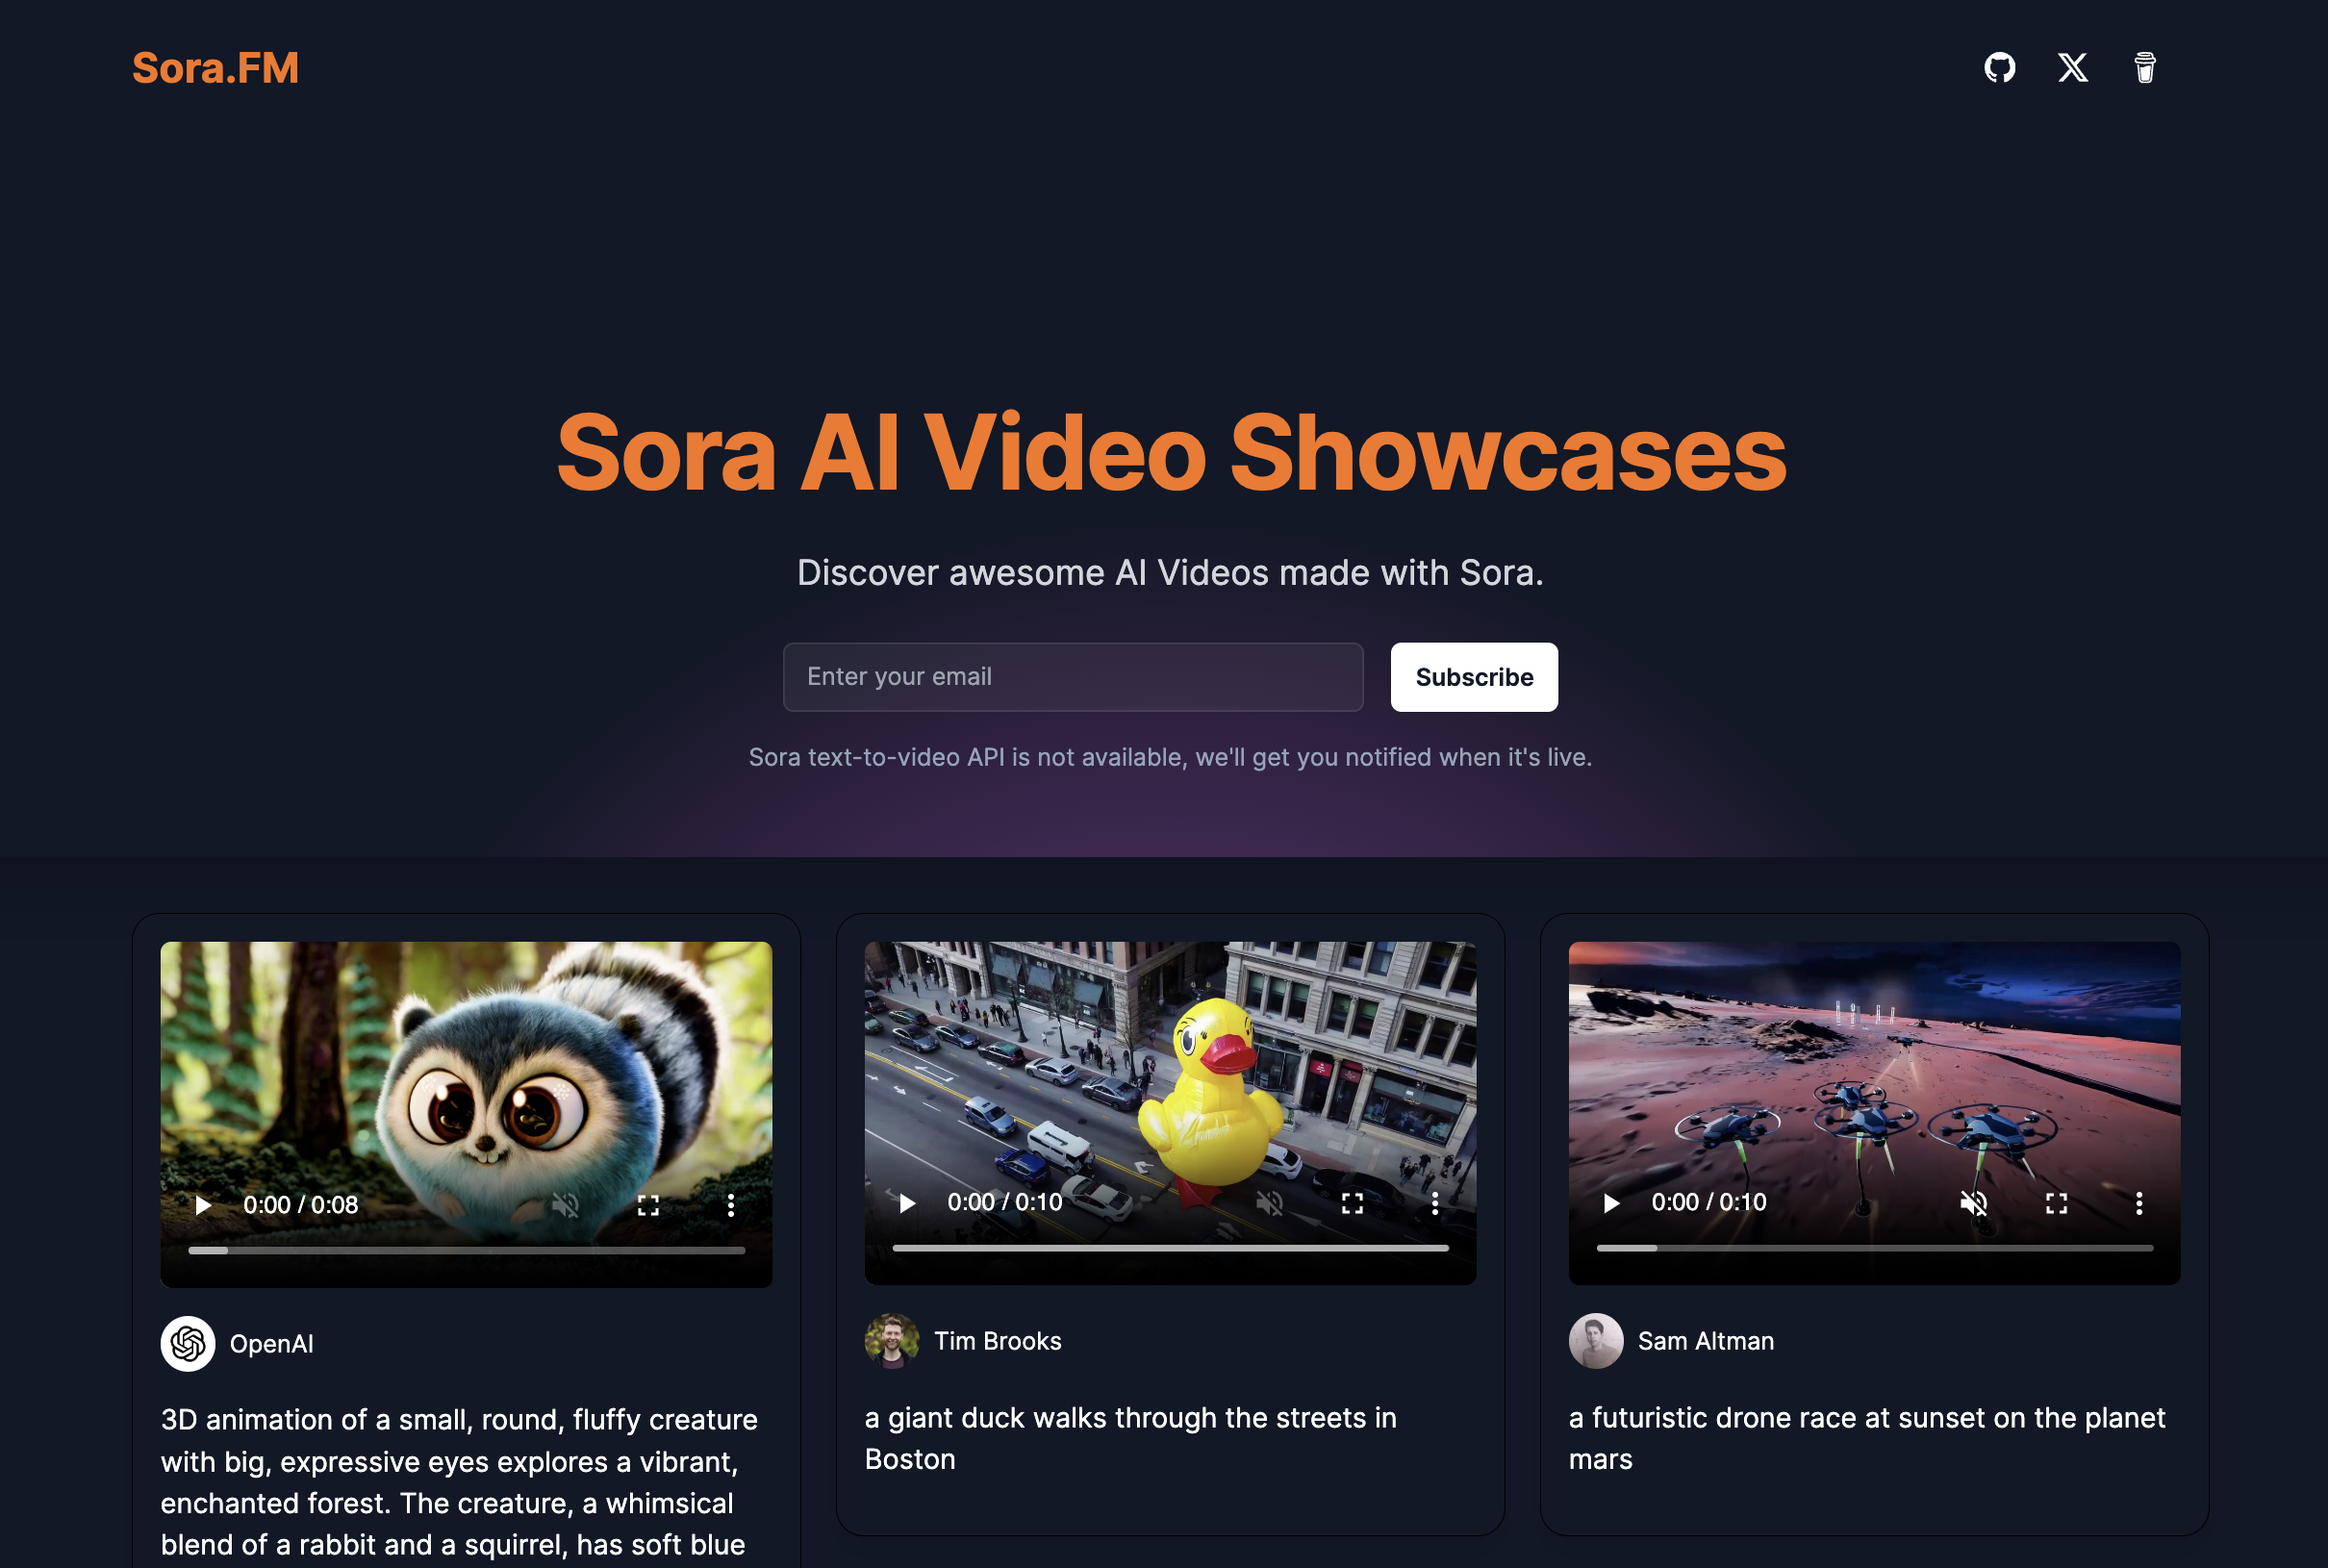 Sora.FM
Sora AI Video Showcases
Discover awesome AI Videos made with Sora.
Enter your email
Subscribe
Sora text-to-video API is not available, we'll get you notified when it's live.
0:00 / 0:08
OpenAI
3D animation of a small, round, fluffy creature
with big, expressive eyes explores a vibrant,
enchanted forest. The creature, a whimsical
blend of a rabbit and a squirrel, has soft blue
0:00 / 0:10
Tim Brooks
a giant duck walks through the streets in
Boston
0:00 / 0:10
Sam Altman
a futuristic drone race at sunset on the planet
mars